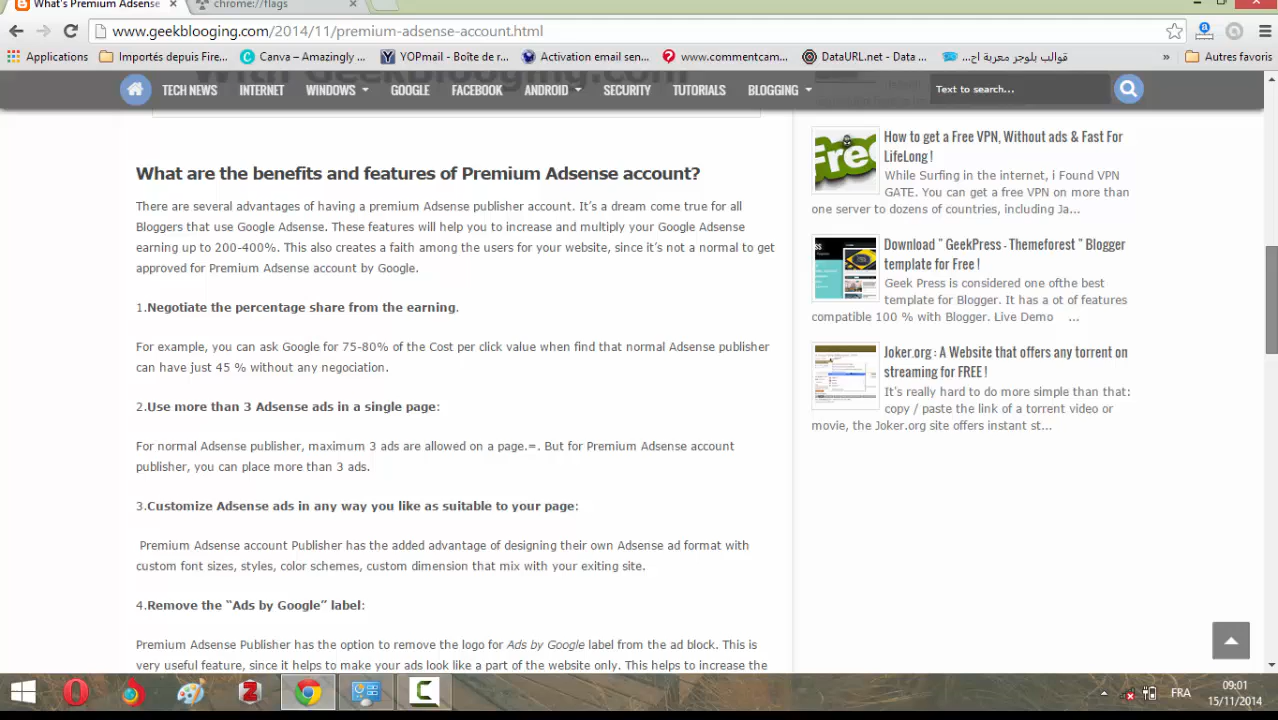 What's Premium Adsense
chrome://flags
www.geekblooging.com/2014/11/premium-adsense-account.html
Applications
Importés depuis Fire...
Canva – Amazingly ...
YOPmail - Boîte de r...
Activation email sen...
www.commentcam...
DataURL.net - Data ...
قوالب بلوجر معربة اح...
»
Autres favoris
TECH NEWS
INTERNET
WINDOWS
GOOGLE
FACEBOOK
ANDROID
SECURITY
TUTORIALS
BLOGGING
Text to search...
What are the benefits and features of Premium Adsense account?
There are several advantages of having a premium Adsense publisher account. It's a dream come true for all
Bloggers that use Google Adsense. These features will help you to increase and multiply your Google Adsense
earning up to 200-400%. This also creates a faith among the users for your website, since it's not a normal to get
approved for Premium Adsense account by Google.
1.Negotiate the percentage share from the earning.
For example, you can ask Google for 75-80% of the Cost per click value when find that normal Adsense publisher
can have just 45 % without any negociation.
2.Use more than 3 Adsense ads in a single page:
For normal Adsense publisher, maximum 3 ads are allowed on a page.=. But for Premium Adsense account
publisher, you can place more than 3 ads.
3.Customize Adsense ads in any way you like as suitable to your page:
Premium Adsense account Publisher has the added advantage of designing their own Adsense ad format with
custom font sizes, styles, color schemes, custom dimension that mix with your exiting site.
4.Remove the “Ads by Google” label:
Premium Adsense Publisher has the option to remove the logo for Ads by Google label from the ad block. This is
very useful feature, since it helps to make your ads look like a part of the website only. This helps to increase the
Free
How to get a Free VPN, Without ads & Fast For
LifeLong !
While Surfing in the internet, i Found VPN
GATE. You can get a free VPN on more than
one server to dozens of countries, including Ja...
Download " GeekPress - Themeforest " Blogger
template for Free !
Geek Press is considered one ofthe best
template for Blogger. It has a ot of features
compatible 100 % with Blogger. Live Demo ...
Joker.org : A Website that offers any torrent on
streaming for FREE !
It's really hard to do more simple than that:
copy / paste the link of a torrent video or
movie, the Joker.org site offers instant st...
FRA
09:01
15/11/2014